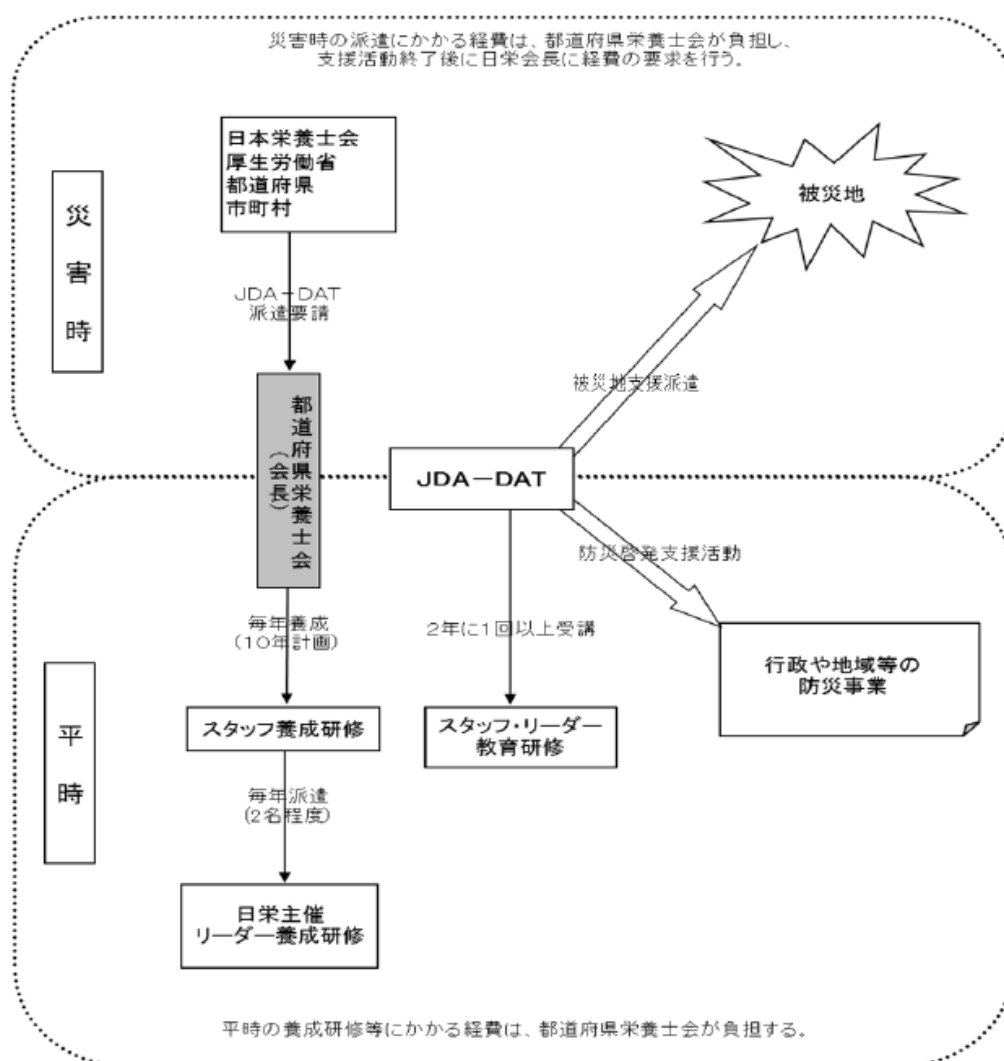 災害時の派遣にかかる経費は、都道府県栄養士会が負担し、
支援活動終了後に日栄会長に経費の要求を行う。
日本栄養士会
厚生労働省
都道府県
市町村
被災地
災害時
JDA－DAT
派遣要請
被災地支援派遣
都道府県栄養士会
（会長）
JDA－DAT
防災啓発支援活動
毎年養成
(10年計画)
2年に1回以上受講
行政や地域等の
防災事業
平時
スタッフ養成研修
スタッフ・リーダー
教育研修
毎年派遣
(2名程度)
日栄主催
リーダー養成研修
平時の養成研修等にかかる経費は、都道府県栄養士会が負担する。